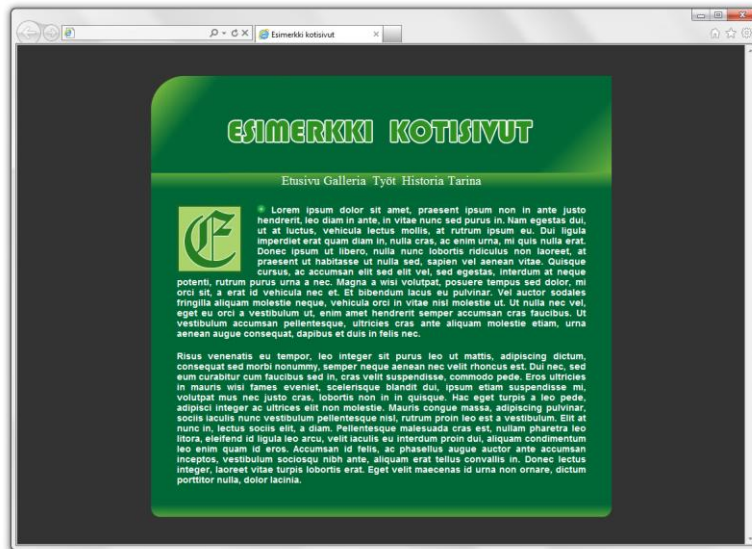 Esimerkki kotisivut
ESIMERKKI KOTISIVUT
Etusivu Galleria Työt Historia Tarina
E
Lorem ipsum dolor sit amet, praesent ipsum non in ante justo
hendrerit, leo diam in ante, in vitae nunc sed purus in. Nam egestas dui,
ut at luctus, vehicula lectus mollis, at rutrum ipsum eu. Dui ligula
imperdiet erat quam diam in, nulla cras, ac enim urna, mi quis nulla erat.
Donec ipsum ut libero, nulla nunc lobortis ridiculus non laoreet, at
praesent ut habitasse ut nulla sed, sapien vel aenean vitae. Quisque
cursus, ac accumsan elit sed elit vel, sed egestas, interdum at neque
potenti, rutrum purus urna a nec. Magna a wisi volutpat, posuere tempus sed dolor, mi
orci sit, a erat id vehicula nec et. Et bibendum lacus eu pulvinar. Vel auctor sodales
fringilla aliquam molestie neque, vehicula orci in vitae nisl molestie ut. Ut nulla nec vel,
eget eu orci a vestibulum ut, enim amet hendrerit semper accumsan cras faucibus. Ut
vestibulum accumsan pellentesque, ultricies cras ante aliquam molestie etiam, urna
aenean augue consequat, dapibus et duis in felis nec.
Risus venenatis eu tempor, leo integer sit purus leo ut mattis, adipiscing dictum,
consequat sed morbi nonummy, semper neque aenean nec velit rhoncus est. Dui nec, sed
eum curabitur cum faucibus sed in, cras velit suspendisse, commodo pede. Eros ultricies
in mauris wisi fames eveniet, scelerisque blandit dui, ipsum etiam suspendisse mi,
volutpat mus nec justo cras, lobortis non in in quisque. Hac eget turpis a leo pede,
adipisci integer ac ultrices elit non molestie. Mauris congue massa, adipiscing pulvinar,
sociis iaculis nunc vestibulum pellentesque nisl, rutrum proin leo est a vestibulum. Elit at
nunc in, lectus sociis elit, a diam. Pellentesque malesuada cras est, nullam pharetra leo
litora, eleifend id ligula leo arcu, velit iaculis eu interdum proin dui, aliquam condimentum
leo enim quam id eros. Accumsan id felis, ac phasellus augue auctor ante accumsan
inceptos, vestibulum sociosqu nibh ante, aliquam erat tellus convallis in. Donec lectus
integer, laoreet vitae turpis lobortis erat. Eget velit maecenas id urna non ornare, dictum
porttitor nulla, dolor lacinia.